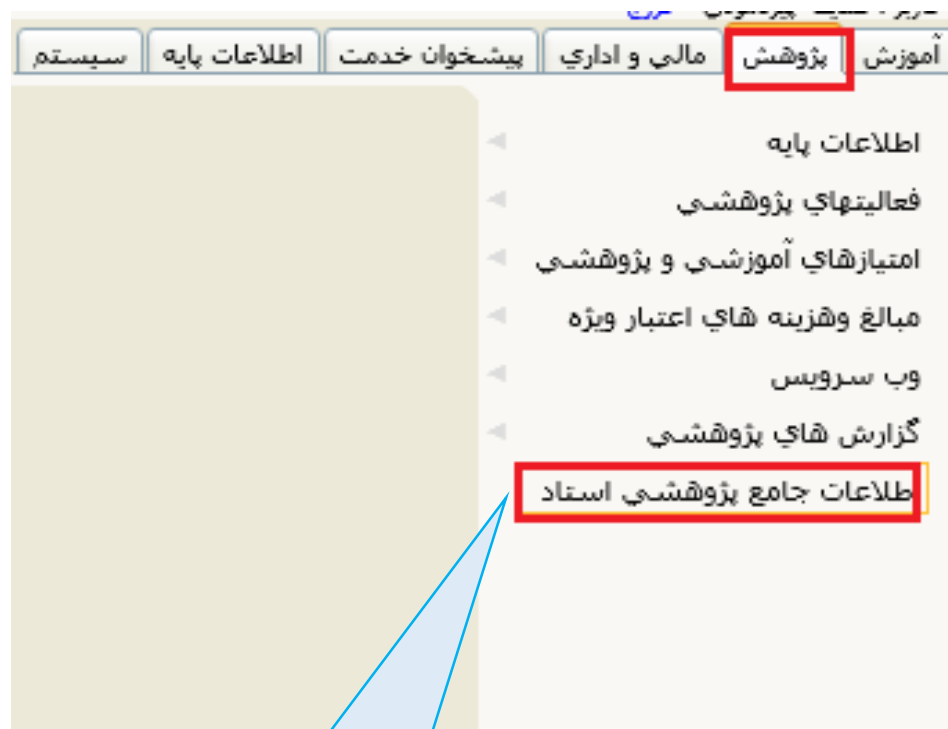 آموزش پژوهش مالي و اداري پيشخوان خدمت اطلاعات پايه سيستم
اطلاعات پايه
فعاليتهاي پژوهشي
امتيازهاي آموزشي و پژوهشي
مبالغ وهزينه هاي اعتبار ويژه
وب سرويس
گزارش هاي پژوهشي
طلاعات جامع پژوهشي استاد